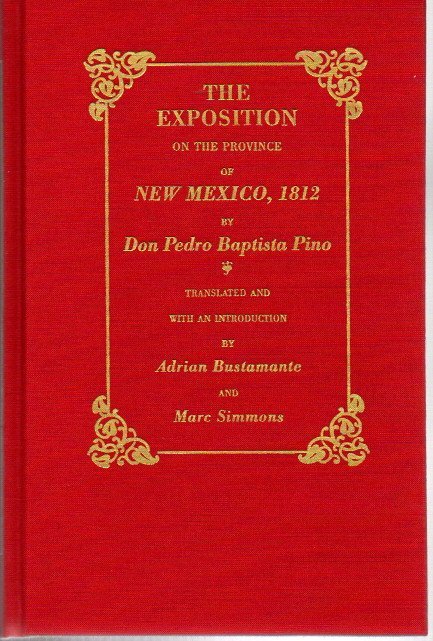 THE
EXPOSITION
ON THE PROVINCE
OF
NEW MEXICO, 1812
BY
Don Pedro Baptista Pino
TRANSLATED AND
WITH AN INTRODUCTION
BY
Adrian Bustamante
AND
Marc Simmons